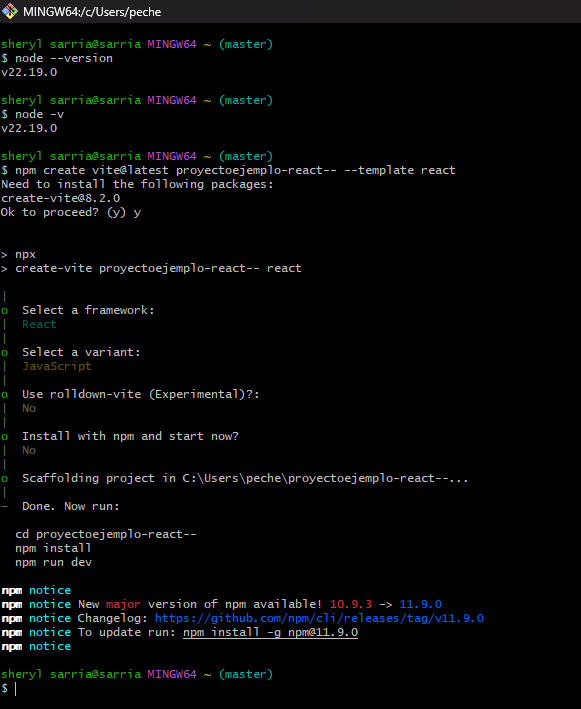 MINGW64:/c/Users/peche
sheryl sarria@sarria MINGW64 ~ (master)
$ node --version
v22.19.0
sheryl sarria@sarria MINGW64 ~ (master)
$ node -v
v22.19.0
sheryl sarria@sarria MINGW64 ~ (master)
$ npm create vite@latest proyectoejemplo-react-- --template react
Need to install the following packages:
create-vite@8.2.0
Ok to proceed? (y) y
> npx
> create-vite proyectoejemplo-react-- react
|
o  Select a framework:
|  React
|
o  Select a variant:
|  JavaScript
|
o  Use rolldown-vite (Experimental)?:
|  No
|
o  Install with npm and start now?
|  No
|
o  Scaffolding project in C:\Users\peche\proyectoejemplo-react--...
|
—  Done. Now run:
cd proyectoejemplo-react--
npm install
npm run dev
npm notice
npm notice New major version of npm available! 10.9.3 -> 11.9.0
npm notice Changelog: https://github.com/npm/cli/releases/tag/v11.9.0
npm notice To update run: npm install -g npm@11.9.0
npm notice
sheryl sarria@sarria MINGW64 ~ (master)
$